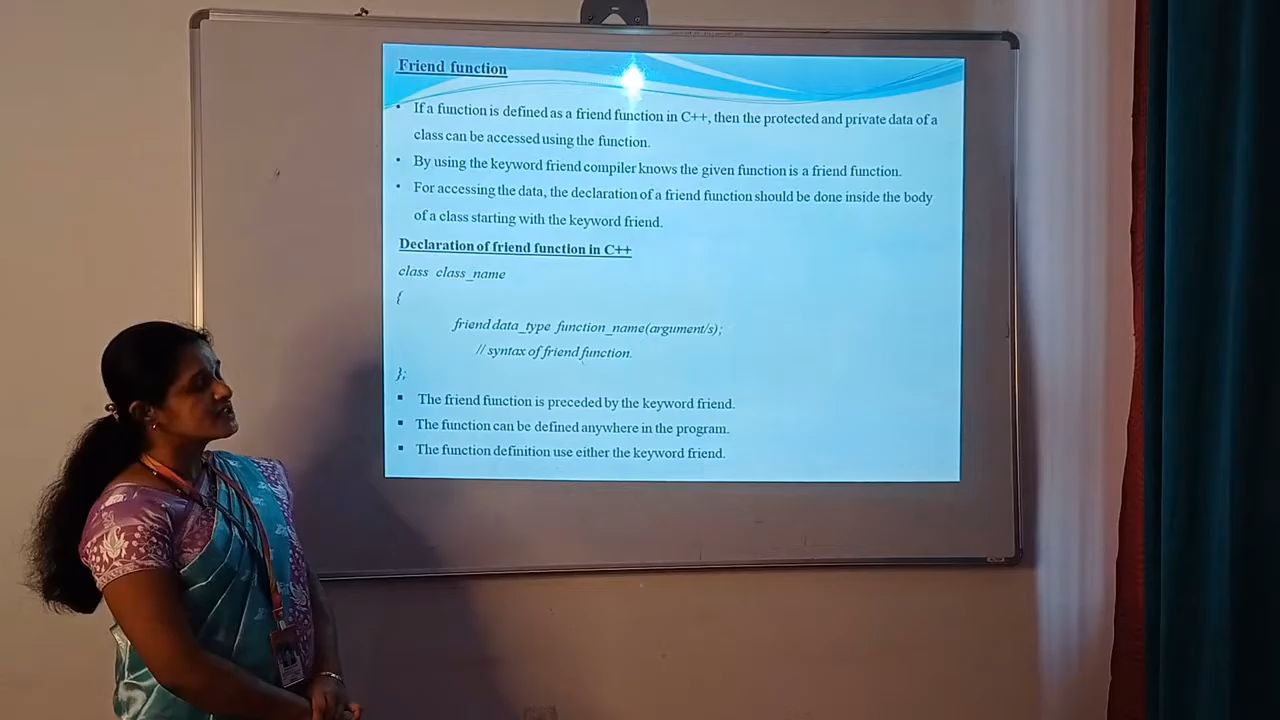 Friend function
• If a function is defined as a friend function in C++, then the protected and private data of a
class can be accessed using the function.
• By using the keyword friend compiler knows the given function is a friend function.
• For accessing the data, the declaration of a friend function should be done inside the body
of a class starting with the keyword friend.
Declaration of friend function in C++
class class_name
{
friend data_type function_name(argument/s);
// syntax of friend function.
};
▪ The friend function is preceded by the keyword friend.
▪ The function can be defined anywhere in the program.
▪ The function definition use either the keyword friend.